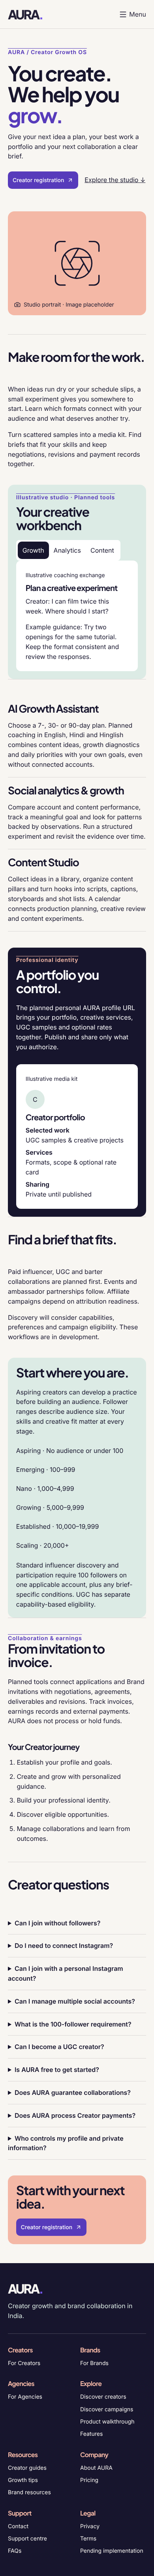 AURA.
Menu
AURA / Creator Growth OS
You create.
We help you
grow.
Give your next idea a plan, your best work a
portfolio and your next collaboration a clear
brief.
Creator registration ↗
Explore the studio ↓
Studio portrait · Image placeholder
Make room for the work.
When ideas run dry or your schedule slips, a
small experiment gives you somewhere to
start. Learn which formats connect with your
audience and what deserves another try.
Turn scattered samples into a media kit. Find
briefs that fit your skills and keep
negotiations, revisions and payment records
together.
Illustrative studio · Planned tools
Your creative
workbench
Growth
Analytics
Content
Illustrative coaching exchange
Plan a creative experiment
Creator: I can film twice this
week. Where should I start?
Example guidance: Try two
openings for the same tutorial.
Keep the format consistent and
review the responses.
AI Growth Assistant
Choose a 7-, 30- or 90-day plan. Planned
coaching in English, Hindi and Hinglish
combines content ideas, growth diagnostics
and daily priorities with your own goals, even
without connected accounts.
Social analytics & growth
Compare account and content performance,
track a meaningful goal and look for patterns
backed by observations. Run a structured
experiment and revisit the evidence over time.
Content Studio
Collect ideas in a library, organize content
pillars and turn hooks into scripts, captions,
storyboards and shot lists. A calendar
connects planning production, creative review
and content experiments.
Professional identity
A portfolio you
control.
The planned personal AURA profile URL
brings your portfolio, creative services,
UGC samples and optional rates
together. Publish and share only what
you authorize.
Illustrative media kit
C
Creator portfolio
Selected work
UGC samples & creative projects
Services
Formats, scope & optional rate
card
Sharing
Private until published
Find a brief that fits.
Paid influencer, UGC and barter
collaborations are planned first. Events and
ambassador partnerships follow. Affiliate
campaigns depend on attribution readiness.
Discovery will consider capabilities,
preferences and campaign eligibility. These
workflows are in development.
Start where you are.
Aspiring creators can develop a practice
before building an audience. Follower
ranges describe audience size. Your
skills and creative fit matter at every
stage.
Aspiring · No audience or under 100
Emerging · 100–999
Nano · 1,000–4,999
Growing · 5,000–9,999
Established · 10,000–19,999
Scaling · 20,000+
Standard influencer discovery and
participation require 100 followers on
one applicable account, plus any brief-
specific conditions. UGC has separate
capability-based eligibility.
Collaboration & earnings
From invitation to
invoice.
Planned tools connect applications and Brand
invitations with negotiations, agreements,
deliverables and revisions. Track invoices,
earnings records and external payments.
AURA does not process or hold funds.
Your Creator journey
1. Establish your profile and goals.
2. Create and grow with personalized
guidance.
3. Build your professional identity.
4. Discover eligible opportunities.
5. Manage collaborations and learn from
outcomes.
Creator questions
Can I join without followers?
Do I need to connect Instagram?
Can I join with a personal Instagram
account?
Can I manage multiple social accounts?
What is the 100-follower requirement?
Can I become a UGC creator?
Is AURA free to get started?
Does AURA guarantee collaborations?
Does AURA process Creator payments?
Who controls my profile and private
information?
Start with your next
idea.
Creator registration ↗
AURA.
Creator growth and brand collaboration in
India.
Creators
Brands
For Creators
For Brands
Agencies
Explore
For Agencies
Discover creators
Discover campaigns
Product walkthrough
Features
Resources
Company
Creator guides
About AURA
Growth tips
Pricing
Brand resources
Support
Legal
Contact
Privacy
Support centre
Terms
FAQs
Pending implementation